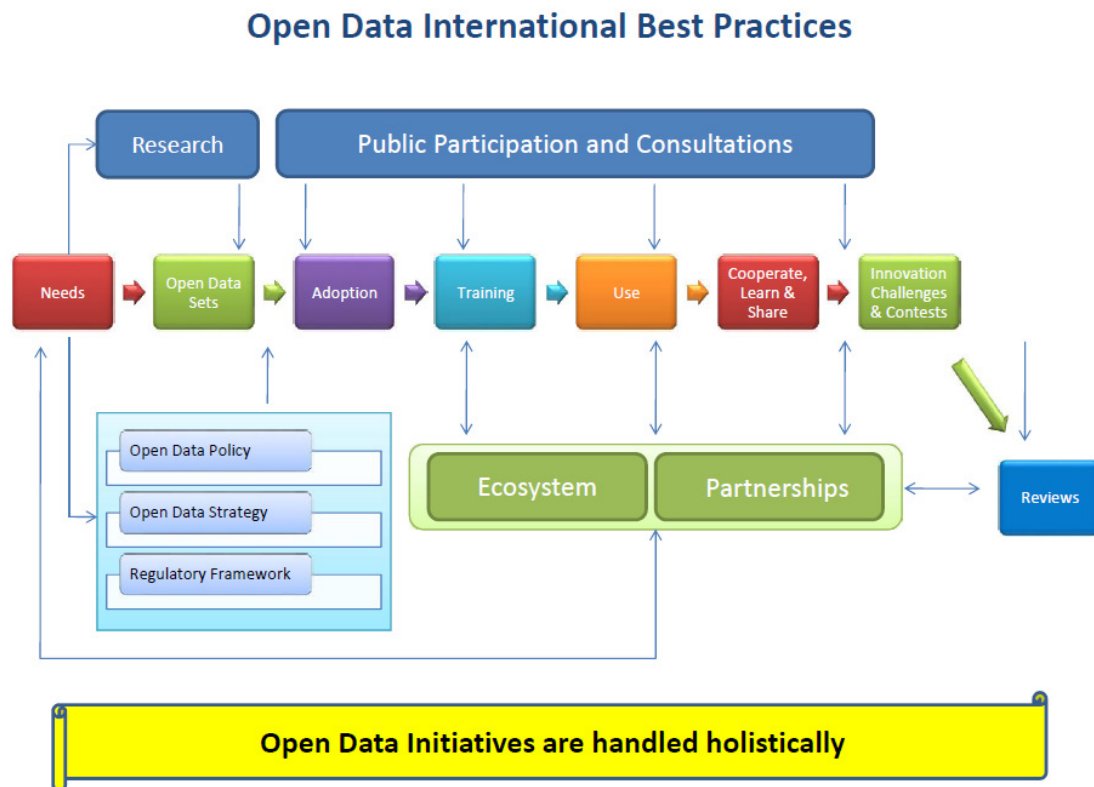 Open Data International Best Practices
Research
Public Participation and Consultations
Needs
Open Data
Sets
Adoption
Training
Use
Cooperate,
Learn &
Share
Innovation
Challenges
& Contests
Open Data Policy
Open Data Strategy
Regulatory Framework
Ecosystem
Partnerships
Reviews
Open Data Initiatives are handled holistically